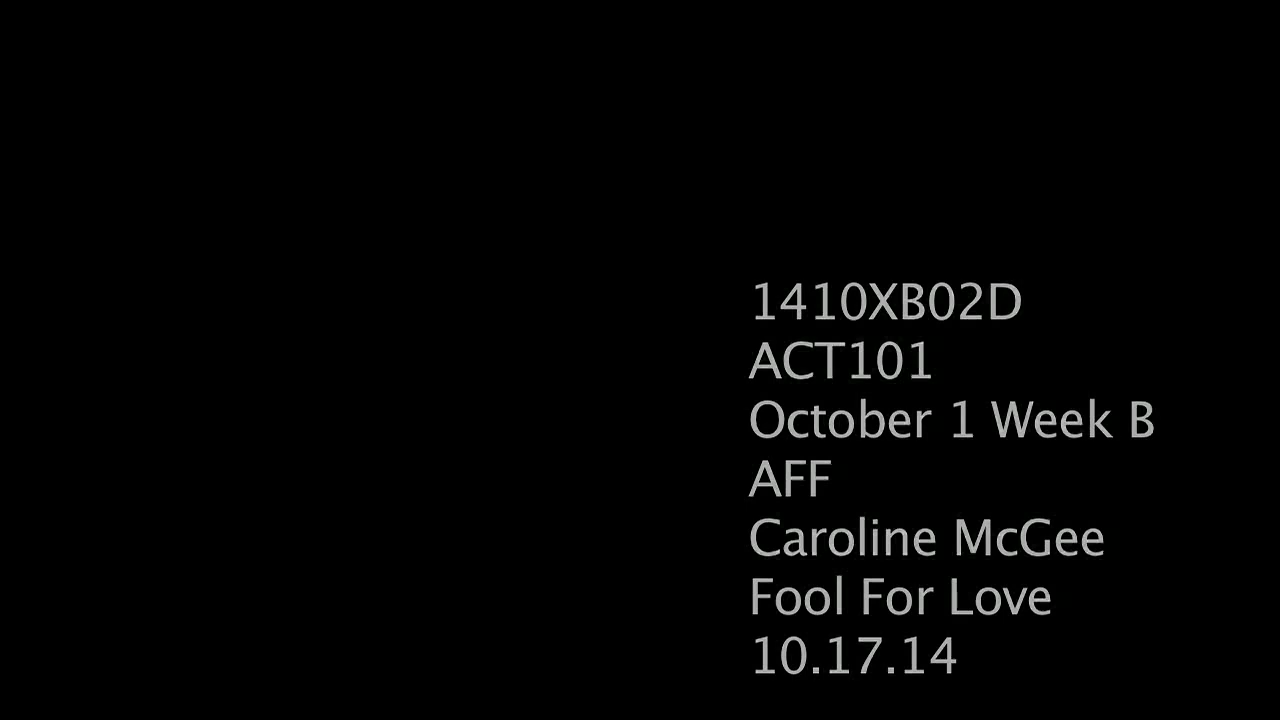 1410XB02D
ACT101
October 1 Week B
AFF
Caroline McGee
Fool For Love
10.17.14